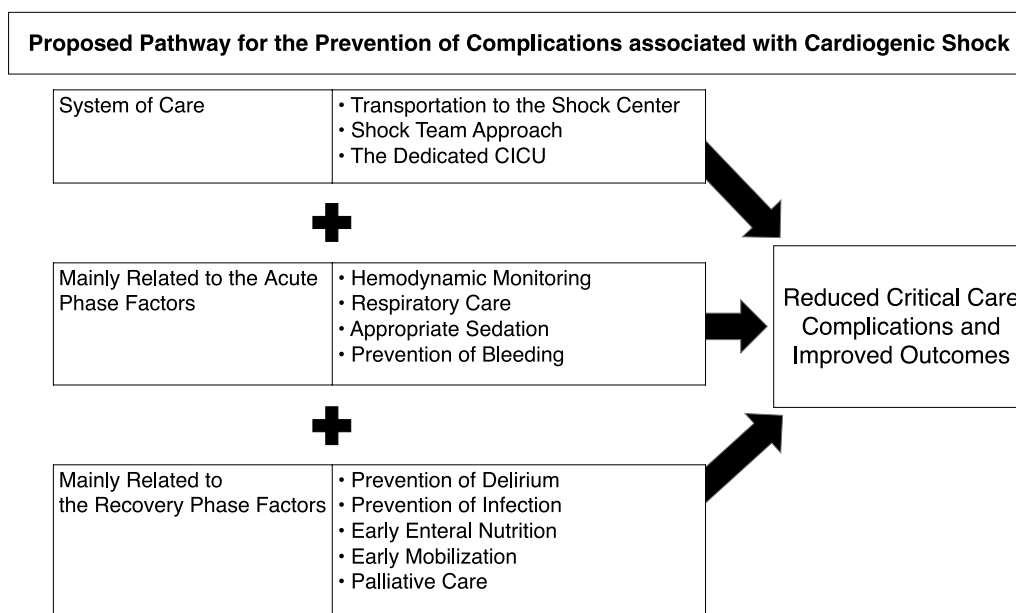 Proposed Pathway for the Prevention of Complications associated with Cardiogenic Shock
System of Care
• Transportation to the Shock Center
• Shock Team Approach
• The Dedicated CICU
Mainly Related to the Acute
Phase Factors
• Hemodynamic Monitoring
• Respiratory Care
• Appropriate Sedation
• Prevention of Bleeding
Reduced Critical Care
Complications and
Improved Outcomes
Mainly Related to
the Recovery Phase Factors
• Prevention of Delirium
• Prevention of Infection
• Early Enteral Nutrition
• Early Mobilization
• Palliative Care